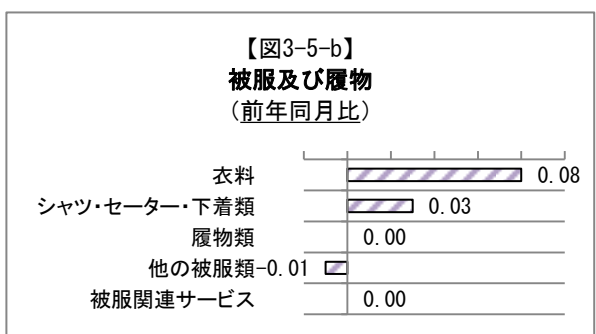 【図3-5-b】
被服及び履物
（前年同月比）
衣料 0.08
シャツ・セーター・下着類 0.03
履物類 0.00
他の被服類 -0.01
被服関連サービス 0.00